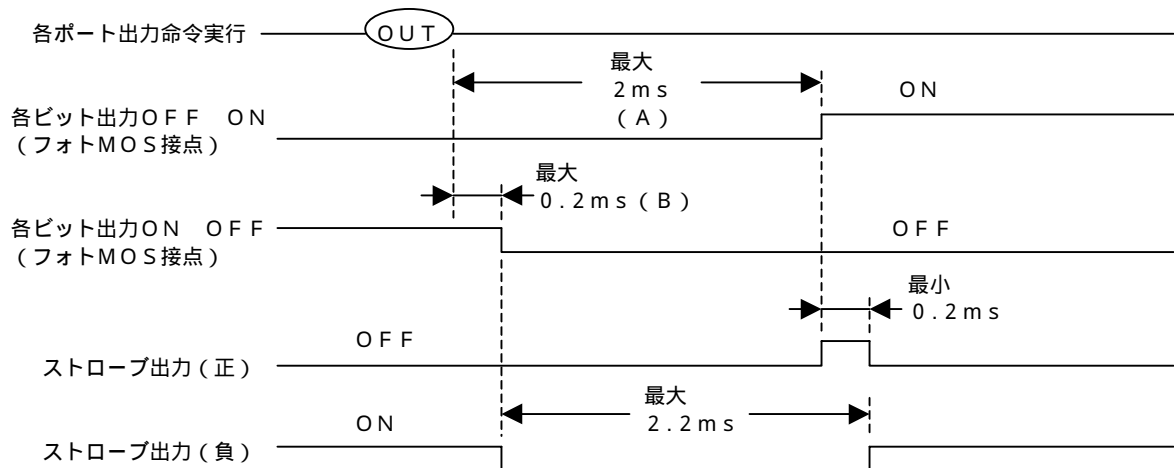 各ポート出力命令実行
ＯＵＴ
最大
２ｍｓ
（Ａ）
ＯＮ
各ビット出力ＯＦＦ　ＯＮ
（フォトＭＯＳ接点）
最大
０．２ｍｓ（Ｂ）
各ビット出力ＯＮ　ＯＦＦ
（フォトＭＯＳ接点）
ＯＦＦ
最小
０．２ｍｓ
ＯＦＦ
ストローブ出力（正）
最大
２．２ｍｓ
ＯＮ
ストローブ出力（負）